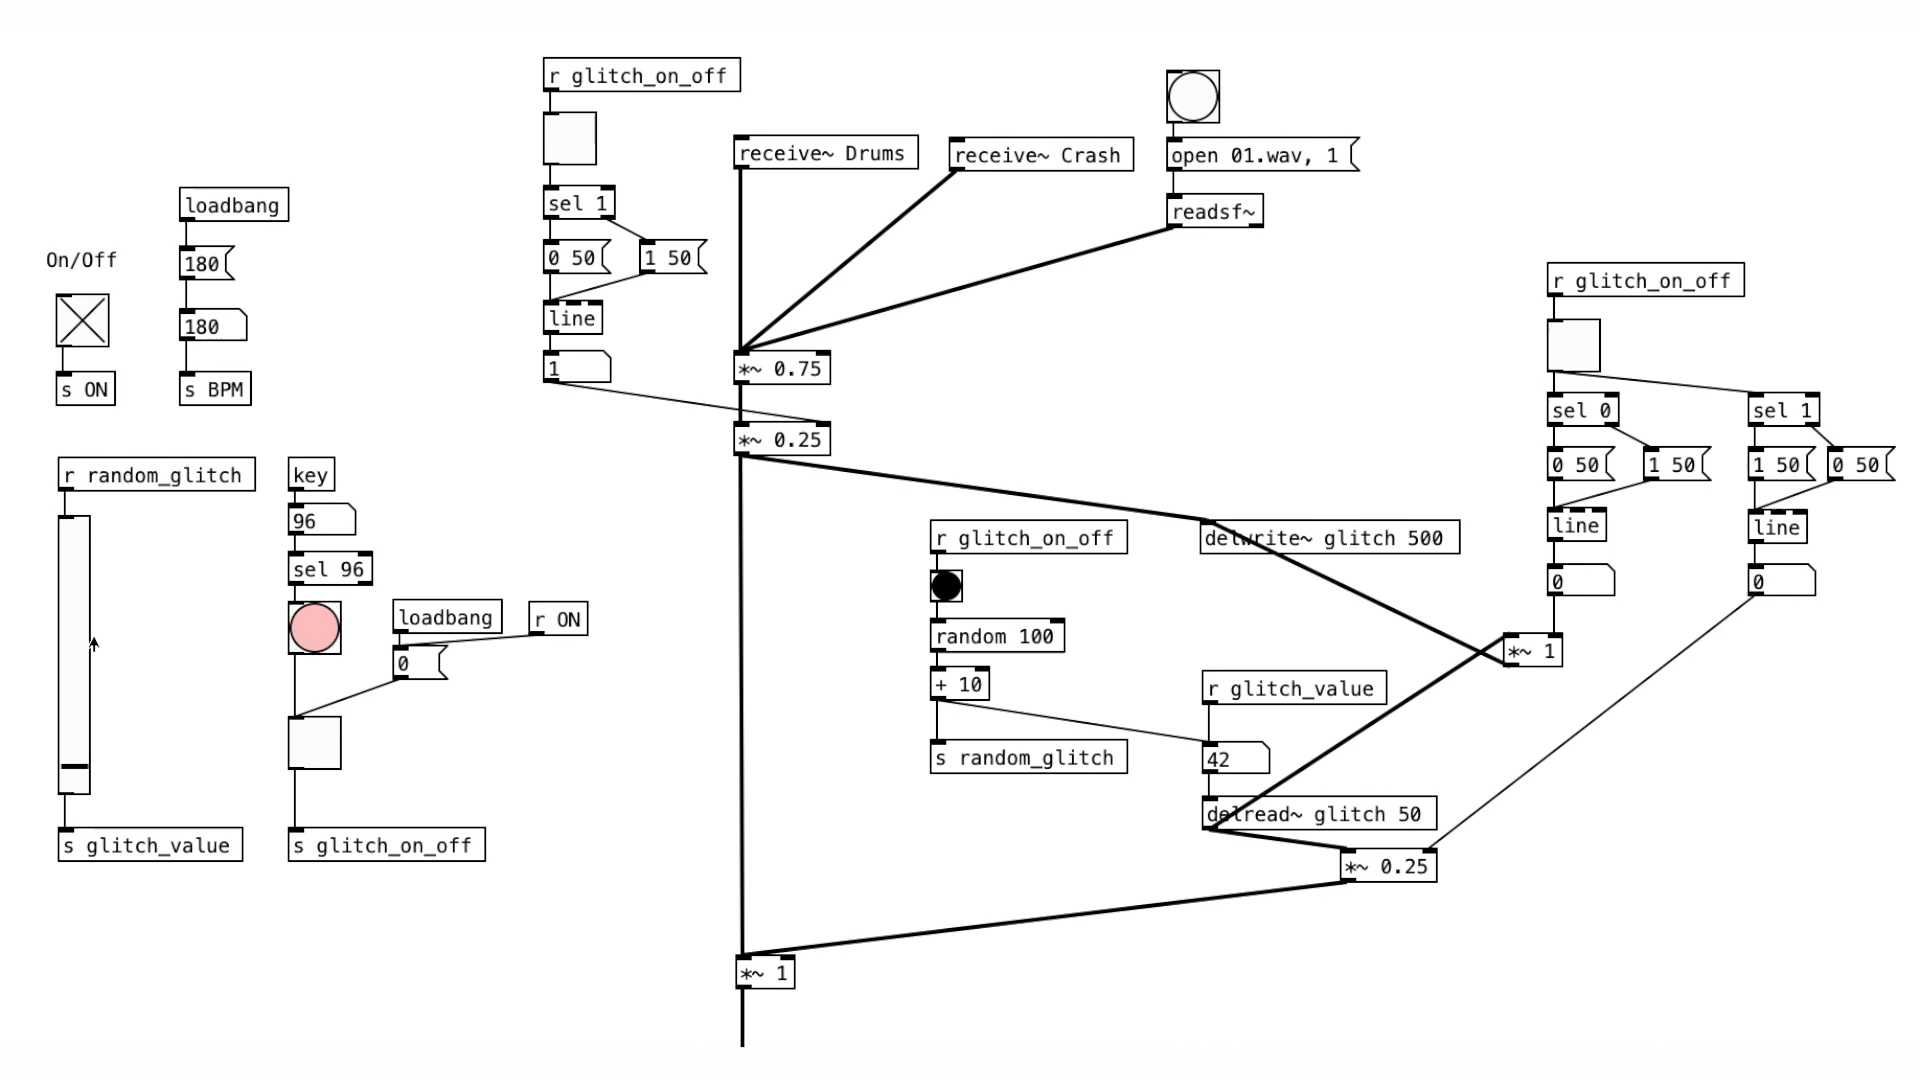 r glitch_on_off
receive~ Drums
receive~ Crash
open 01.wav, 1
readsf~
sel 1
0 50
1 50
line
1
*~ 0.75
*~ 0.25
loadbang
180
180
s BPM
On/Off
s ON
r random_glitch
s glitch_value
key
96
sel 96
loadbang
r ON
0
s glitch_on_off
r glitch_on_off
random 100
+ 10
s random_glitch
delwrite~ glitch 500
r glitch_value
42
delread~ glitch 50
*~ 0.25
r glitch_on_off
sel 0
sel 1
0 50
1 50
1 50
0 50
line
line
0
0
*~ 1
*~ 1